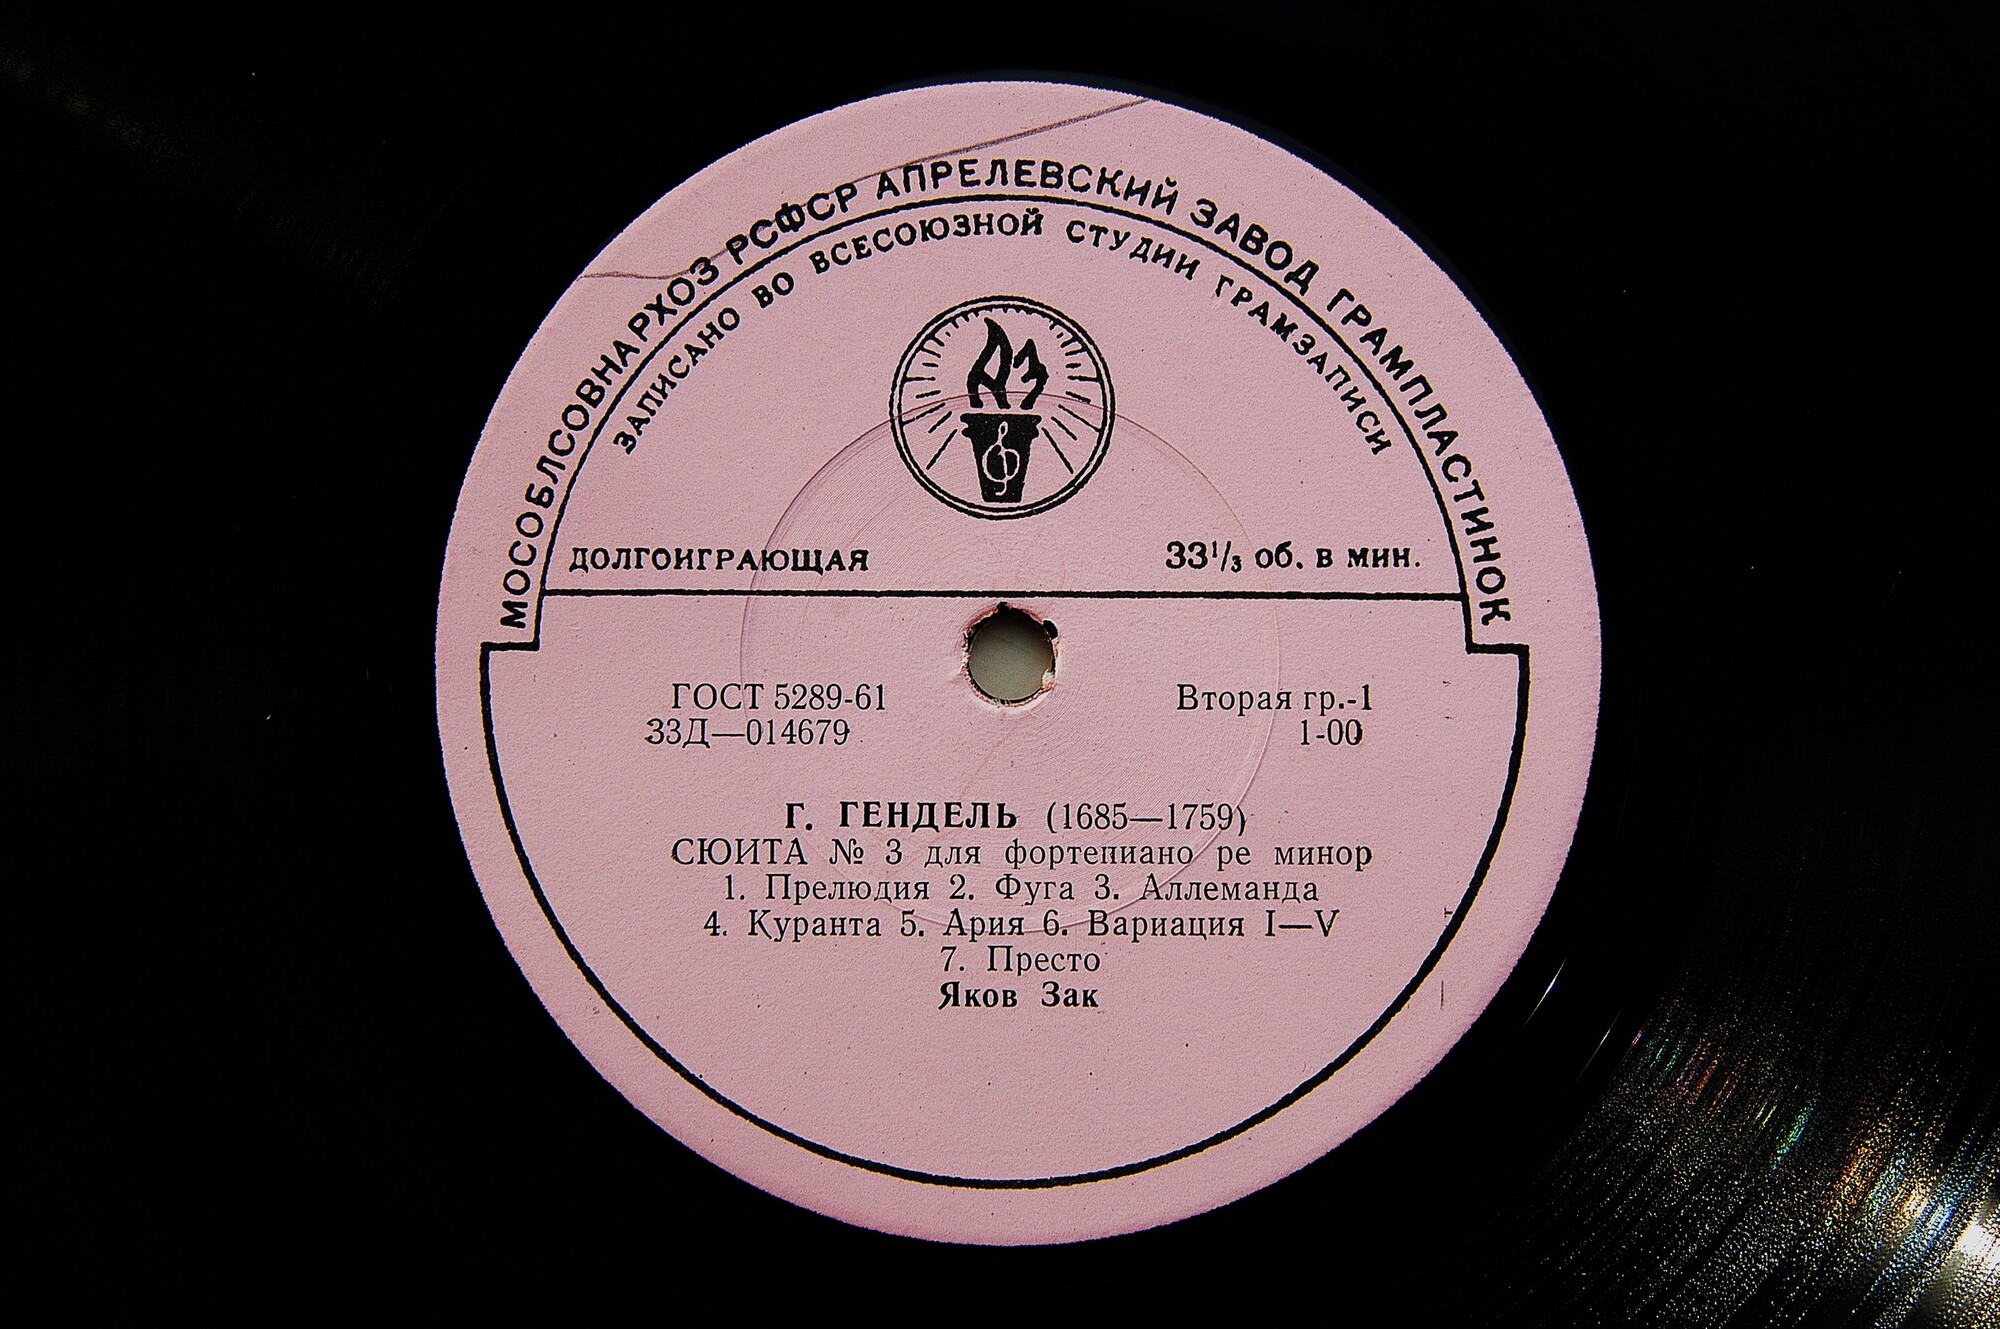 МОСОБЛСОВНАРХОЗ РСФСР АПРЕЛЕВСКИЙ ЗАВОД ГРАМПЛАСТИНОК
ЗАПИСАНО ВО ВСЕСОЮЗНОЙ СТУДИИ ГРАМЗАПИСИ
АЗ
ДОЛГОИГРАЮЩАЯ 33¹/₃ об. в мин.
ГОСТ 5289-61 Вторая гр.-1
33Д—014679 1-00
Г. ГЕНДЕЛЬ (1685—1759)
СЮИТА № 3 для фортепиано ре минор
1. Прелюдия 2. Фуга 3. Аллеманда
4. Куранта 5. Ария 6. Вариация I—V
7. Престо
Яков Зак